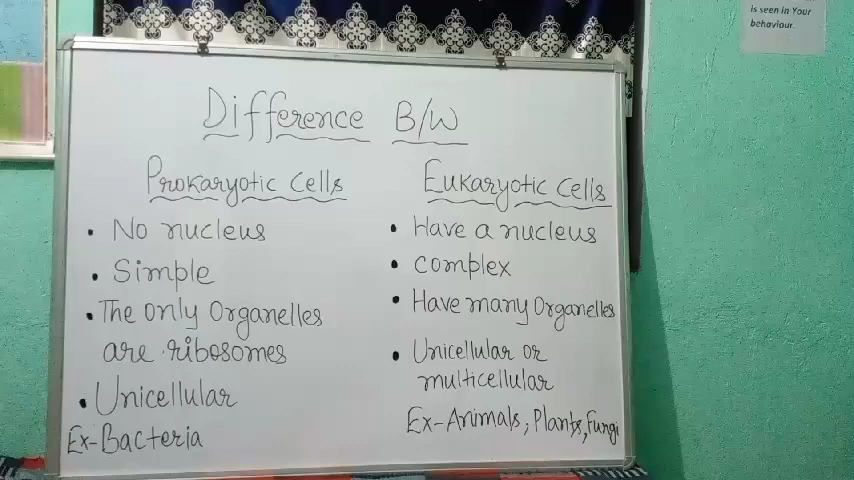 is seen in Your
behaviour.
Difference B/W
Prokaryotic Cells
• No nucleus
• Simple
• The only Organelles
are ribosomes
• Unicellular
Ex-Bacteria
Eukaryotic Cells
• Have a nucleus
• complex
• Have many Organelles
• Unicellular or
multicellular
Ex-Animals, Plants, Fungi